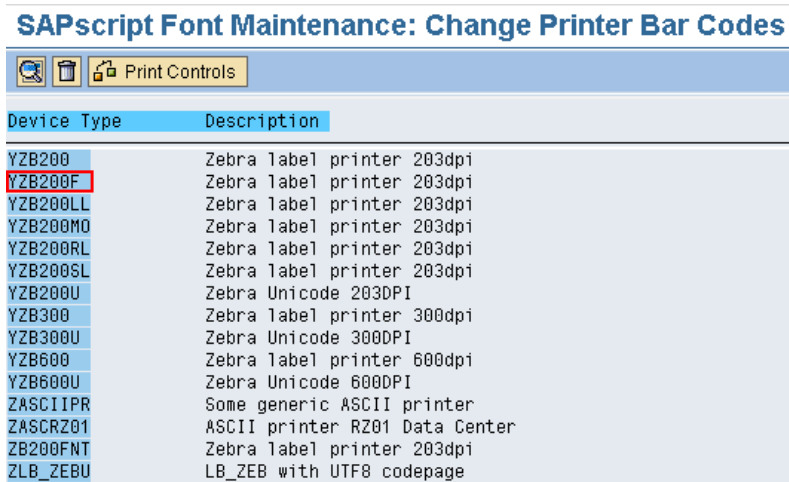 SAPscript Font Maintenance: Change Printer Bar Codes
Print Controls
Device Type Description
YZB200 Zebra label printer 203dpi
YZB200F Zebra label printer 203dpi
YZB200LL Zebra label printer 203dpi
YZB200MO Zebra label printer 203dpi
YZB200RL Zebra label printer 203dpi
YZB200SL Zebra label printer 203dpi
YZB200U Zebra Unicode 203DPI
YZB300 Zebra label printer 300dpi
YZB300U Zebra Unicode 300DPI
YZB600 Zebra label printer 600dpi
YZB600U Zebra Unicode 600DPI
ZASCIIPR Some generic ASCII printer
ZASCRZ01 ASCII printer RZ01 Data Center
ZB200FNT Zebra label printer 203dpi
ZLB_ZEBU LB_ZEB with UTF8 codepage